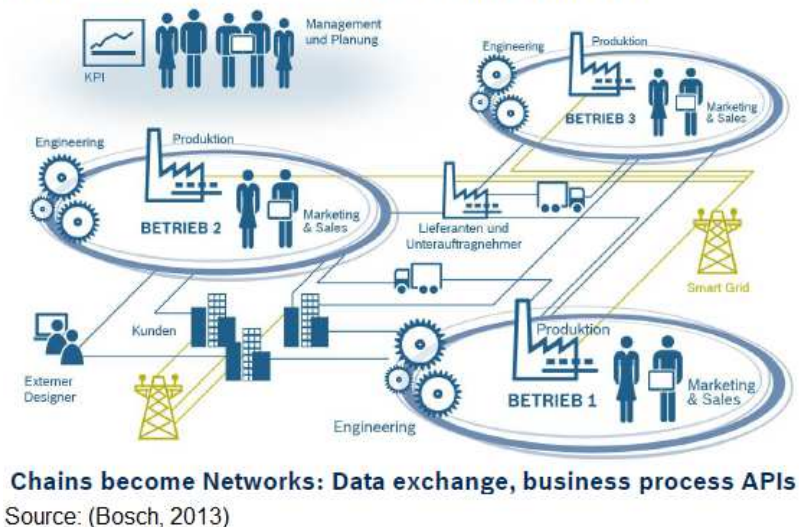 Management
und Planung
KPI
Engineering
Produktion
BETRIEB 3
Marketing
& Sales
Engineering
Produktion
BETRIEB 2
Marketing
& Sales
Lieferanten und
Unterauftragnehmer
Smart Grid
Kunden
Externer
Designer
Produktion
BETRIEB 1
Marketing
& Sales
Engineering
Chains become Networks: Data exchange, business process APIs
Source: (Bosch, 2013)